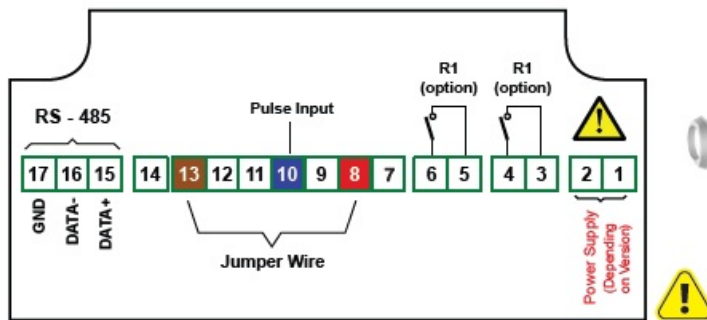 R1
(option)
R1
(option)
RS - 485
Pulse Input
17 16 15 14 13 12 11 10 9 8 7 6 5 4 3 2 1
GND
DATA-
DATA+
Jumper Wire
Power Supply
(Depending
on Version)